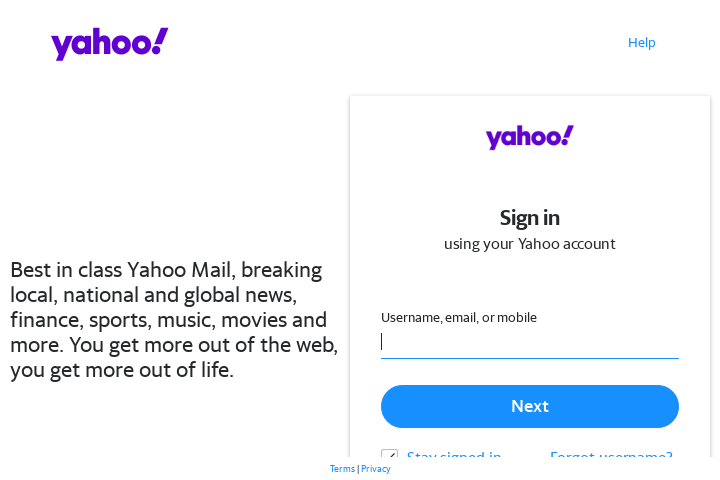 yahoo!
Help
yahoo!
Sign in
using your Yahoo account
Best in class Yahoo Mail, breaking
local, national and global news,
finance, sports, music, movies and
more. You get more out of the web,
you get more out of life.
Username, email, or mobile
Next
Stay signed in
Forgot username?
Terms | Privacy